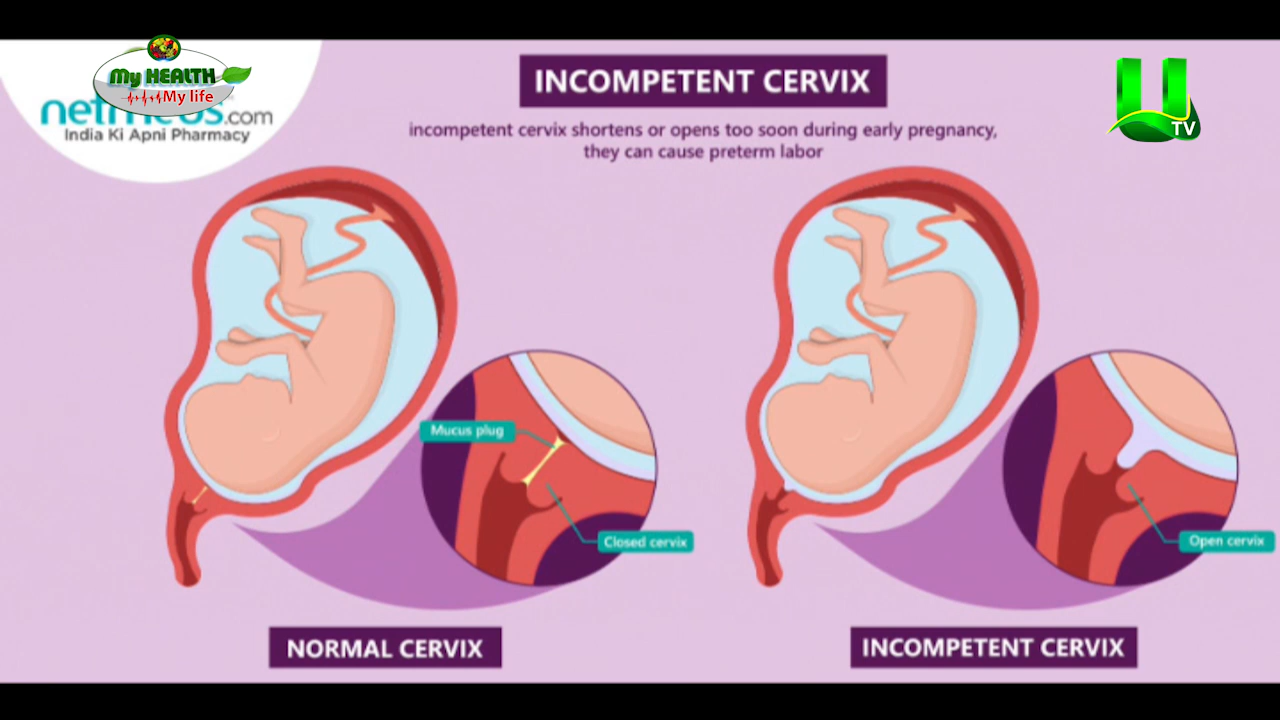 My HEALTH
My life
.com
India Ki Apni Pharmacy
INCOMPETENT CERVIX
incompetent cervix shortens or opens too soon during early pregnancy,
they can cause preterm labor
U
TV
Mucus plug
Closed cervix
Open cervix
NORMAL CERVIX
INCOMPETENT CERVIX